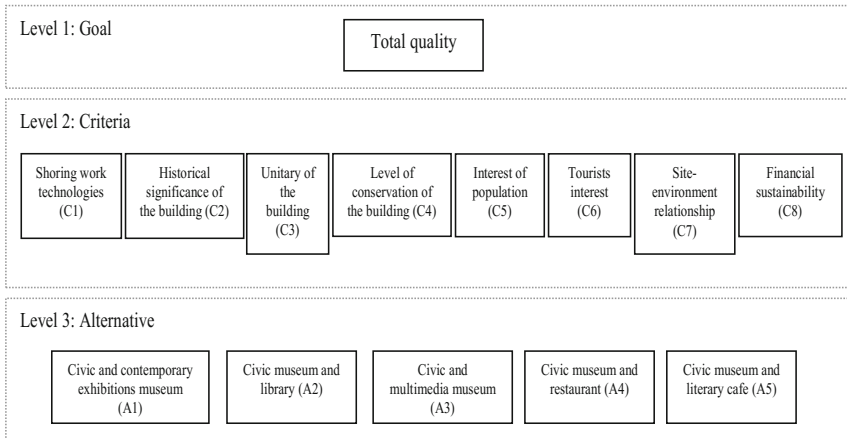 Level 1: Goal
Total quality
Level 2: Criteria
Shoring work
technologies
(C1)
Historical
significance of
the building (C2)
Unitary of
the
building
(C3)
Level of
conservation of
the building (C4)
Interest of
population
(C5)
Tourists
interest
(C6)
Site-
environment
relationship
(C7)
Financial
sustainability
(C8)
Level 3: Alternative
Civic and contemporary
exhibitions museum
(A1)
Civic museum and
library (A2)
Civic and
multimedia museum
(A3)
Civic museum and
restaurant (A4)
Civic museum and
literary cafe (A5)